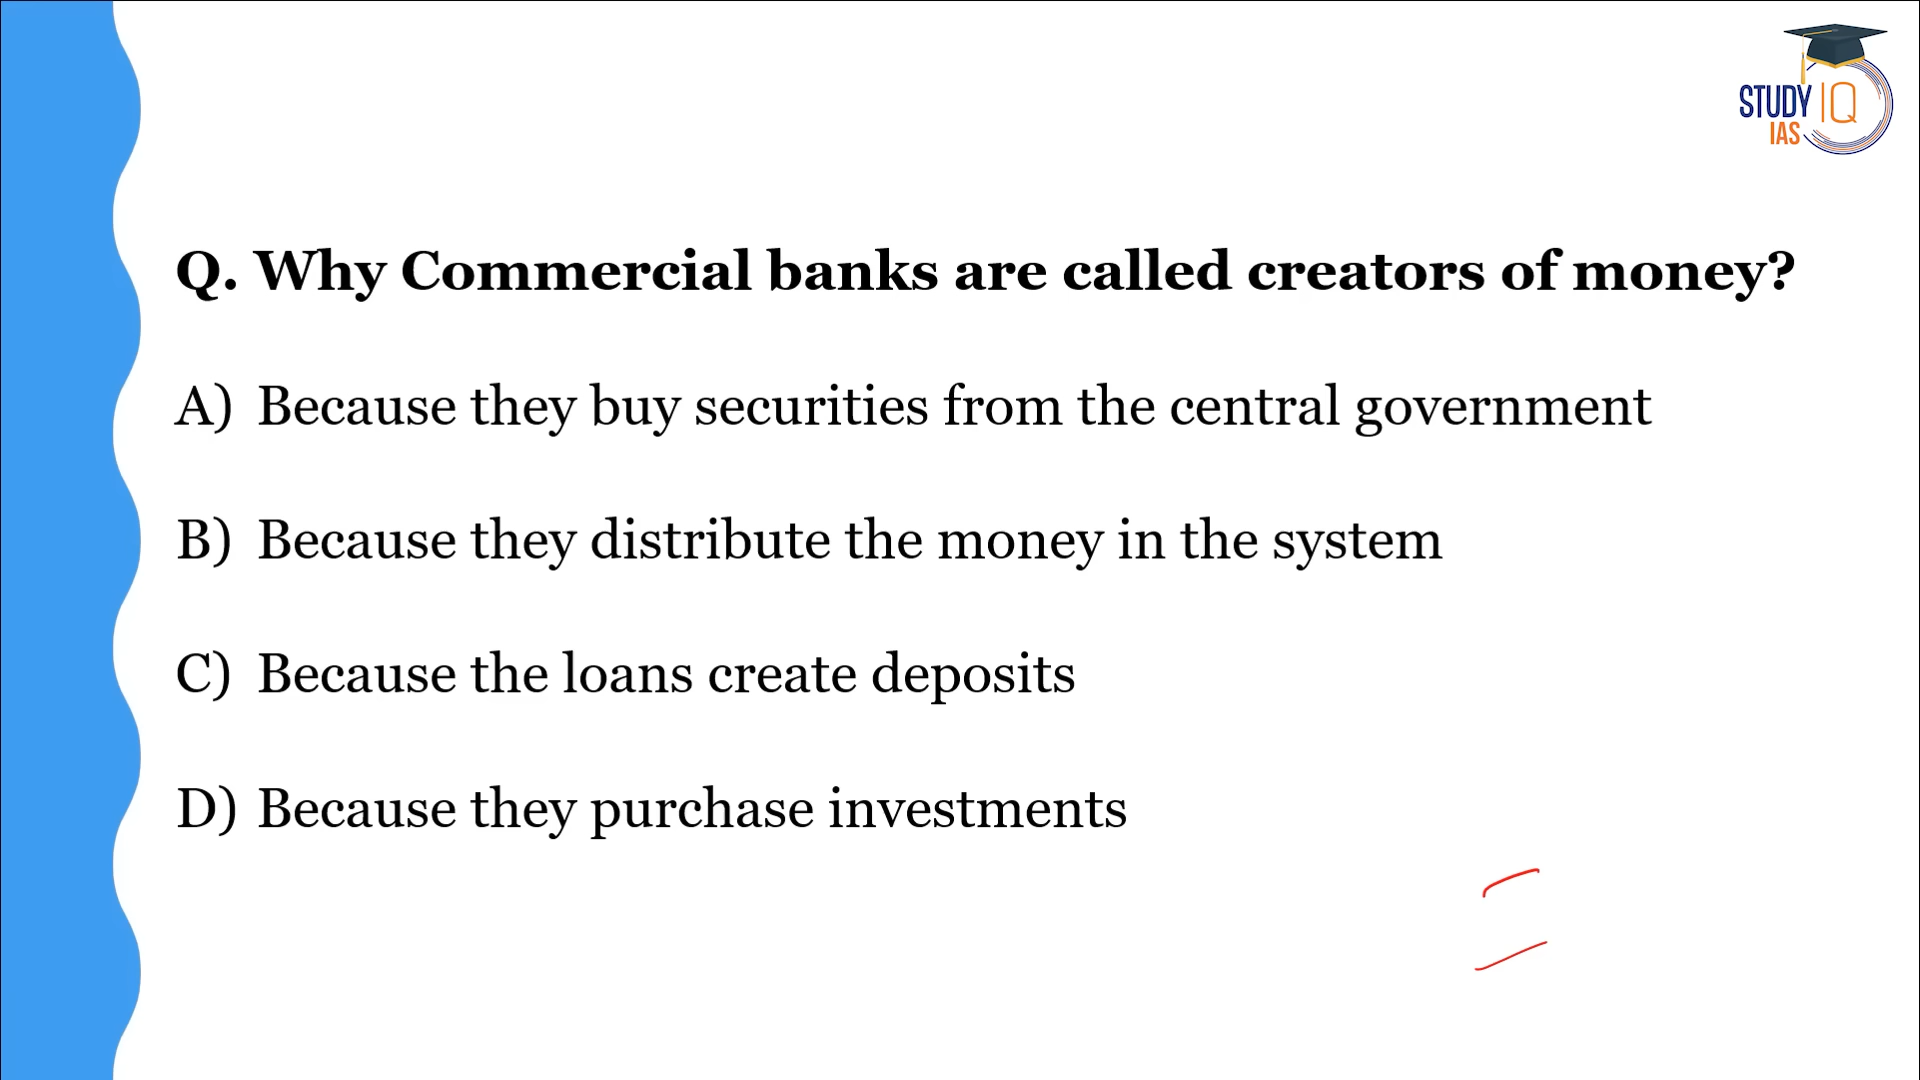 STUDY IQ
IAS
Q. Why Commercial banks are called creators of money?
A) Because they buy securities from the central government
B) Because they distribute the money in the system
C) Because the loans create deposits
D) Because they purchase investments